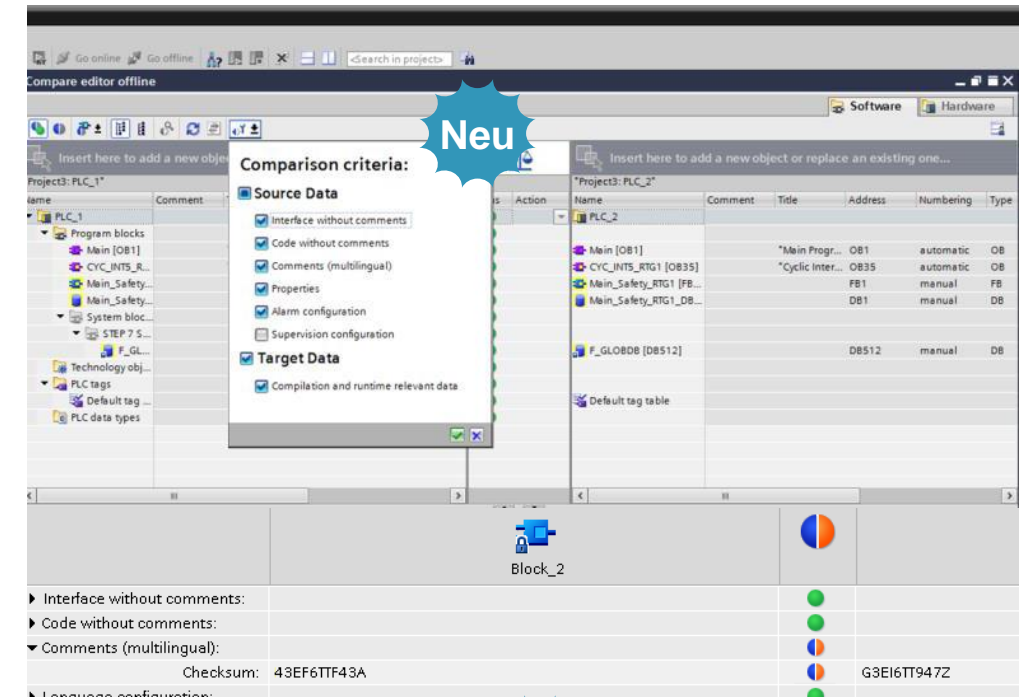 Go online Go offline <Search in project>
Compare editor offline
Software Hardware
Neu
Insert here to add a new obje
Insert here to add a new object or replace an existing one...
Project3: PLC_1"
"Project3: PLC_2"
Comment
Action
Name Comment Title Address Numbering Type
PLC_1
PLC_2
Program blocks
Main [OB1]
Main [OB1] "Main Progr... OB1 automatic OB
CYC_INT5_R...
CYC_INT5_RTG1 [OB35] "Cyclic Inter... OB35 automatic OB
Main_Safety...
Main_Safety_RTG1 [FB... FB1 manual FB
Main_Safety...
Main_Safety_RTG1_DB... DB1 manual DB
System bloc...
STEP 7 S...
F_GL...
F_GLOBDB [DB512] DB512 manual DB
Technology obj...
PLC tags
Default tag ...
Default tag table
PLC data types
Comparison criteria:
Source Data
Interface without comments
Code without comments
Comments (multilingual)
Properties
Alarm configuration
Supervision configuration
Target Data
Compilation and runtime relevant data
Block_2
Interface without comments:
Code without comments:
Comments (multilingual):
Checksum: 43EF6TTF43A G3EI6TT947Z
Language configuration: